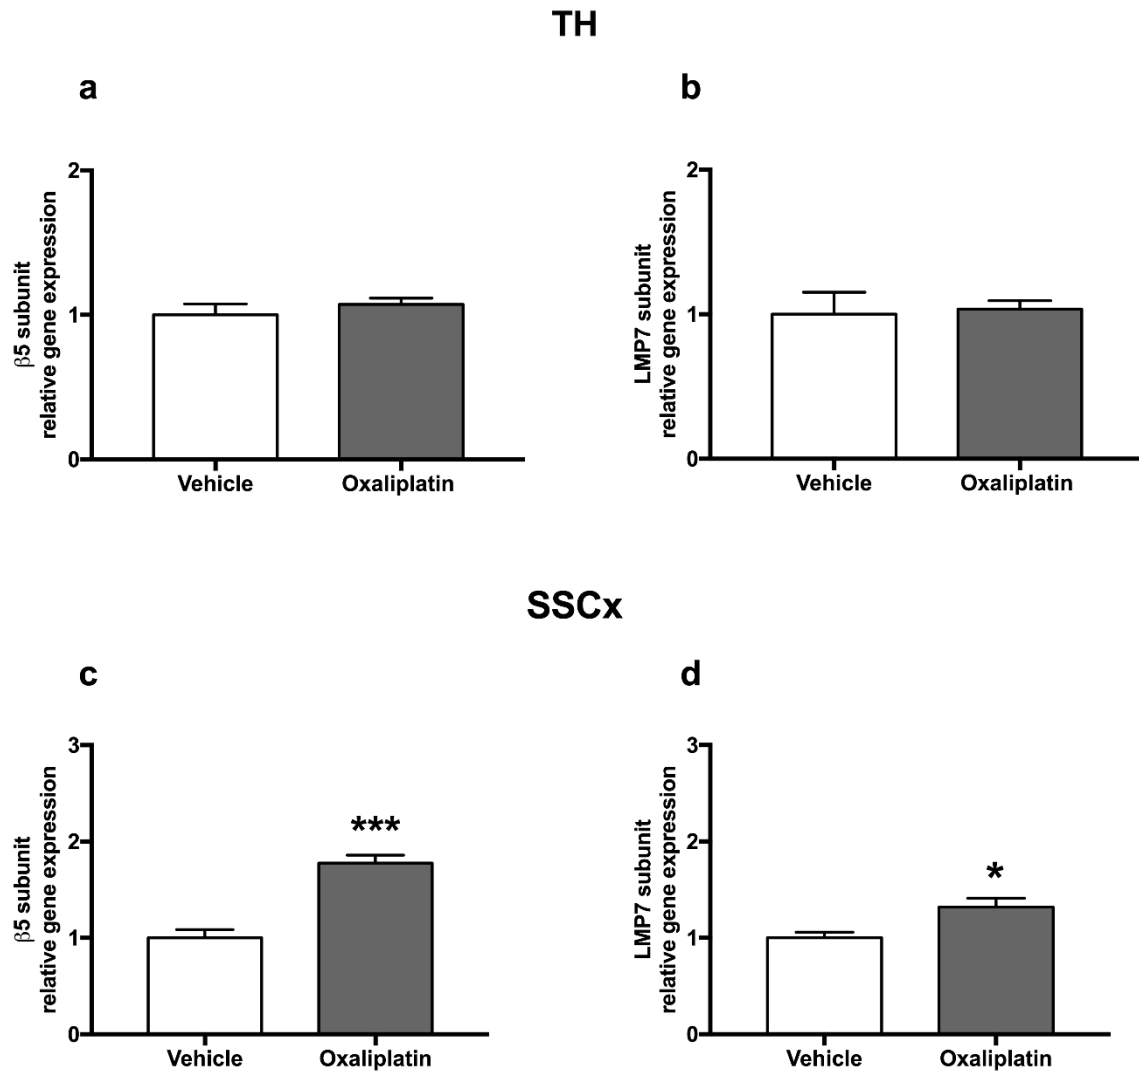 TH
a
β5 subunit
relative gene expression
2
1
0
Vehicle
Oxaliplatin
b
LMP7 subunit
relative gene expression
2
1
0
Vehicle
Oxaliplatin
SSCx
c
β5 subunit
relative gene expression
3
2
1
0
***
Vehicle
Oxaliplatin
d
LMP7 subunit
relative gene expression
3
2
1
0
*
Vehicle
Oxaliplatin